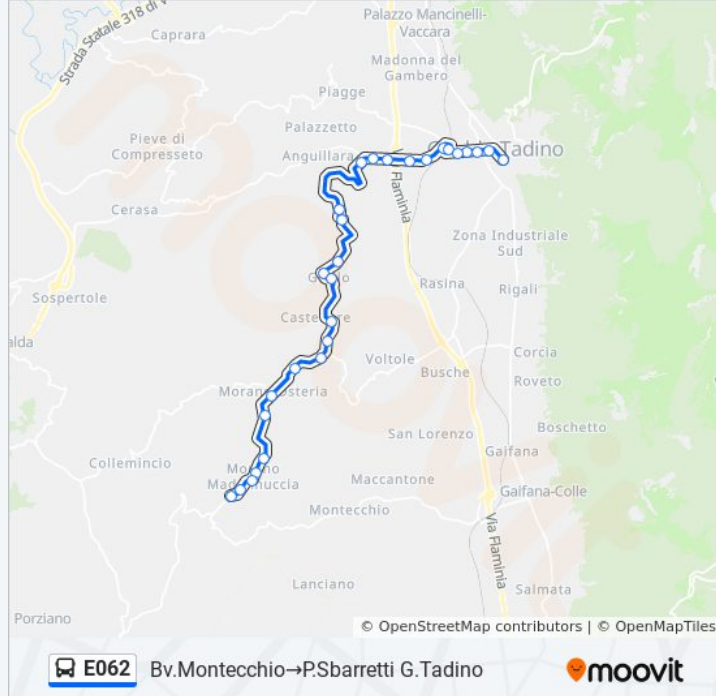 Palazzo Mancinelli-
Vaccara
Strada Statale 318 di V
Caprara
Madonna del
Gambero
Piagge
Palazzetto
Pieve di
Compresseto
Anguillara
Tadino
Via Flaminia
Cerasa
Zona Industriale
Sud
Sospertole
Rasina
Rigali
alda
Voltole
Corcia
Busche
Roveto
Boschetto
San Lorenzo
Gaifana
Collemincio
Maccantone
Gaifana-Colle
Montecchio
Via Flaminia
Lanciano
Salmata
Porziano
© OpenStreetMap contributors | © OpenMapTiles
E062 Bv.Montecchio→P.Sbarretti G.Tadino
moovit